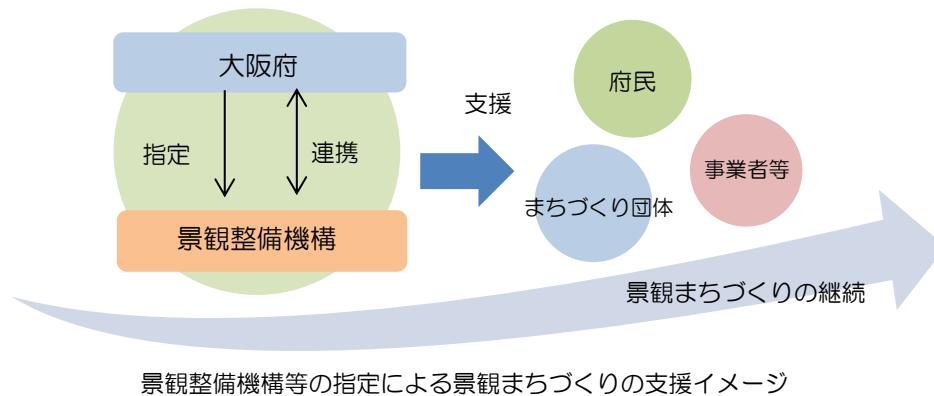 大阪府
指定
連携
景観整備機構
支援
府民
事業者等
まちづくり団体
景観まちづくりの継続
景観整備機構等の指定による景観まちづくりの支援イメージ